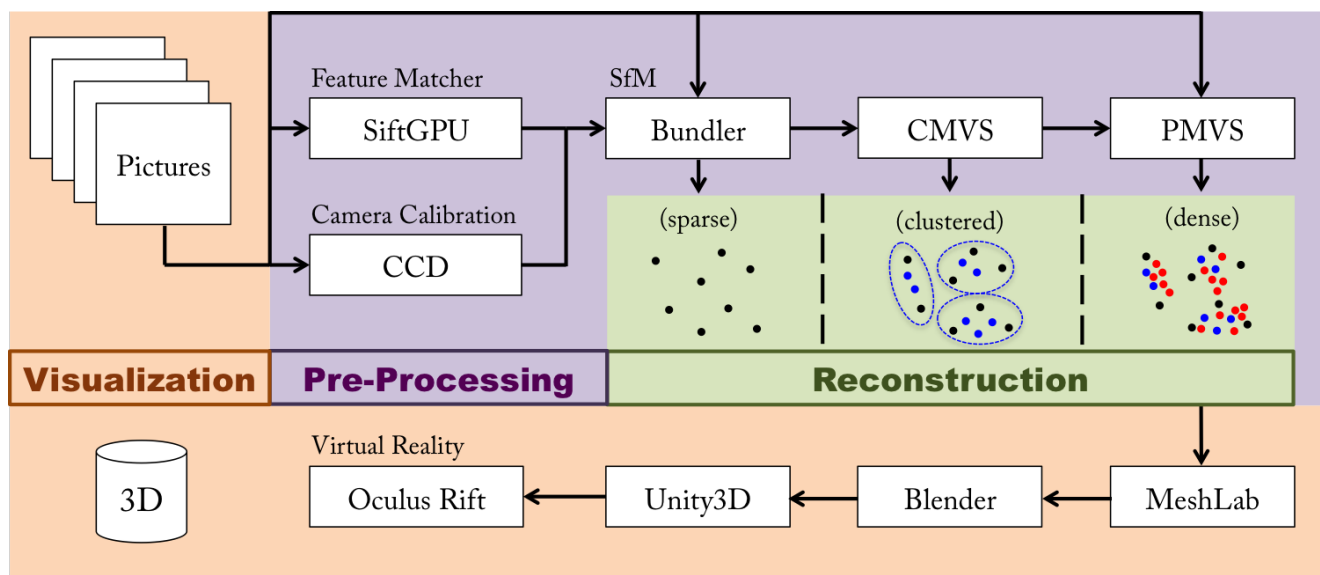 Feature Matcher
SfM
SiftGPU
Bundler
CMVS
PMVS
Pictures
Camera Calibration
(sparse)
(clustered)
(dense)
CCD
Visualization
Pre-Processing
Reconstruction
Virtual Reality
3D
Oculus Rift
Unity3D
Blender
MeshLab